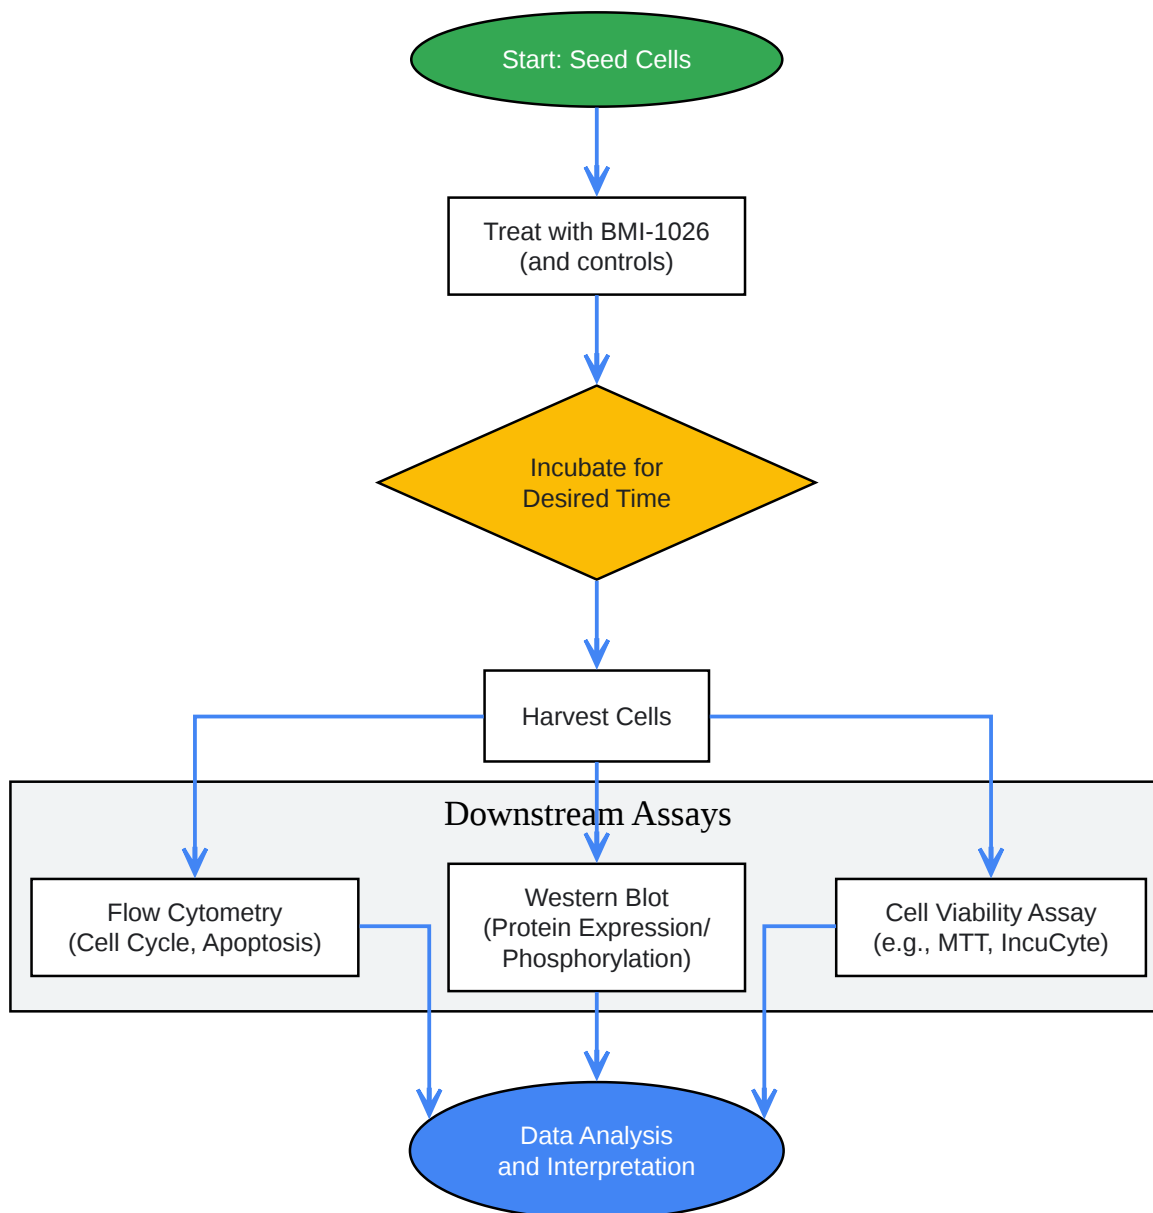 Start: Seed Cells
Treat with BMI-1026
(and controls)
Incubate for
Desired Time
Harvest Cells
Downstream Assays
Flow Cytometry
(Cell Cycle, Apoptosis)
Western Blot
(Protein Expression/
Phosphorylation)
Cell Viability Assay
(e.g., MTT, IncuCyte)
Data Analysis
and Interpretation